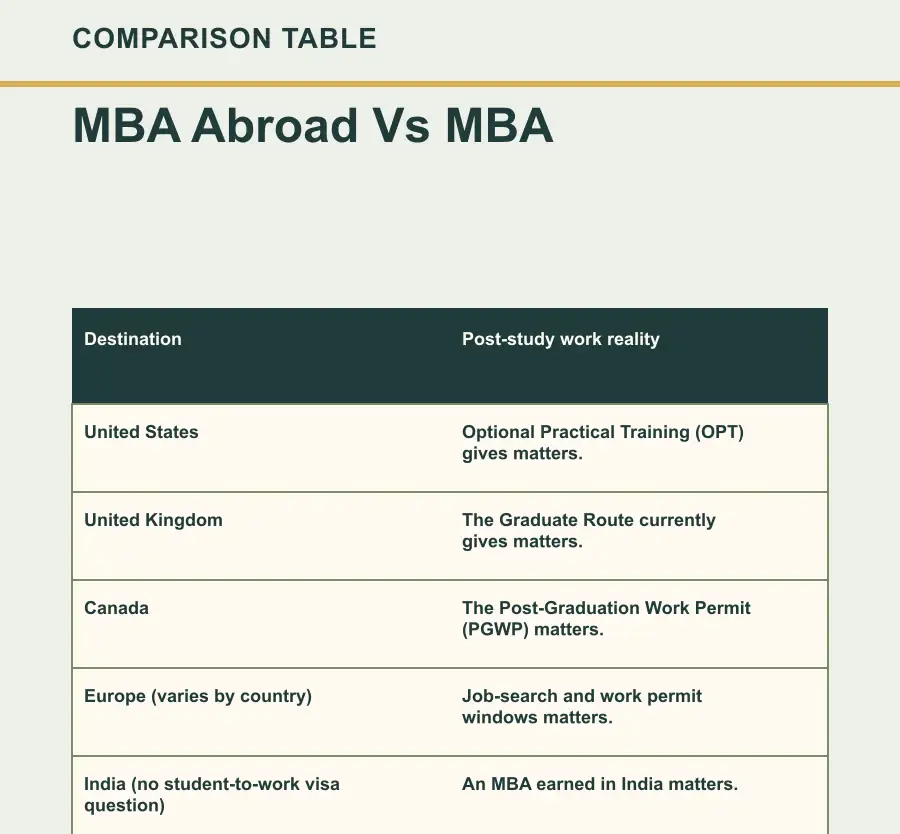 COMPARISON TABLE
MBA Abroad Vs MBA
Destination
Post-study work reality
United States
Optional Practical Training (OPT)
gives matters.
United Kingdom
The Graduate Route currently
gives matters.
Canada
The Post-Graduation Work Permit
(PGWP) matters.
Europe (varies by country)
Job-search and work permit
windows matters.
India (no student-to-work visa
question)
An MBA earned in India matters.